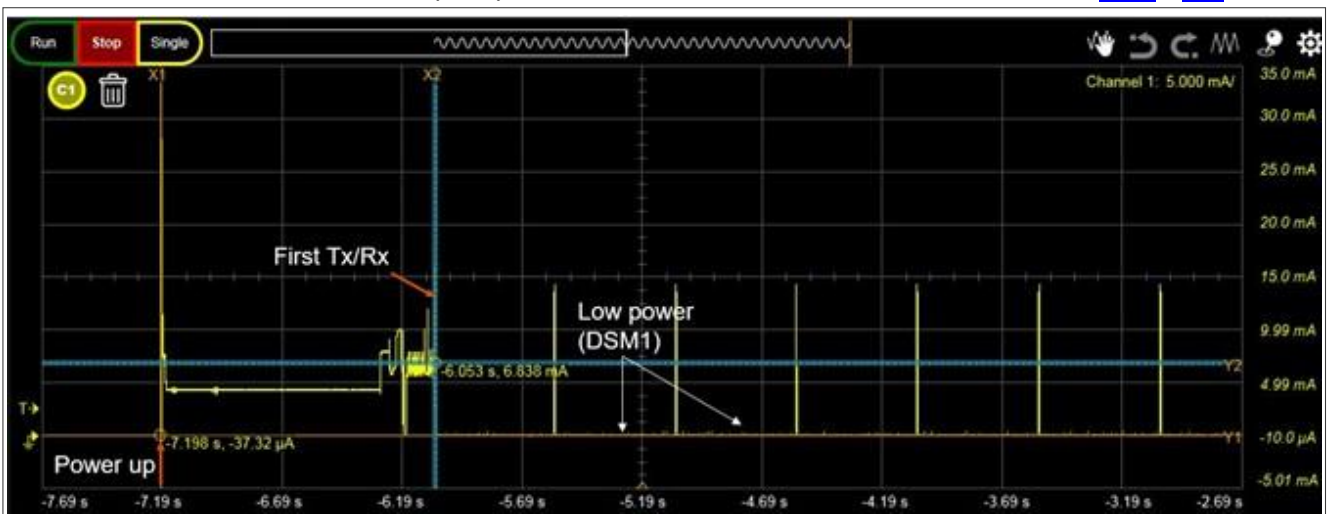 Run Stop Single
C1 X1 X2 Channel 1: 5.000 mA/ 35.0 mA
30.0 mA
25.0 mA
20.0 mA
First Tx/Rx
15.0 mA
Low power
(DSM1)
9.99 mA
-6.053 s, 6.838 mA Y2
4.99 mA
T
-7.198 s, -37.32 µA Y1 -10.0 µA
Power up
-5.01 mA
-7.69 s -7.19 s -6.69 s -6.19 s -5.69 s -5.19 s -4.69 s -4.19 s -3.69 s -3.19 s -2.69 s